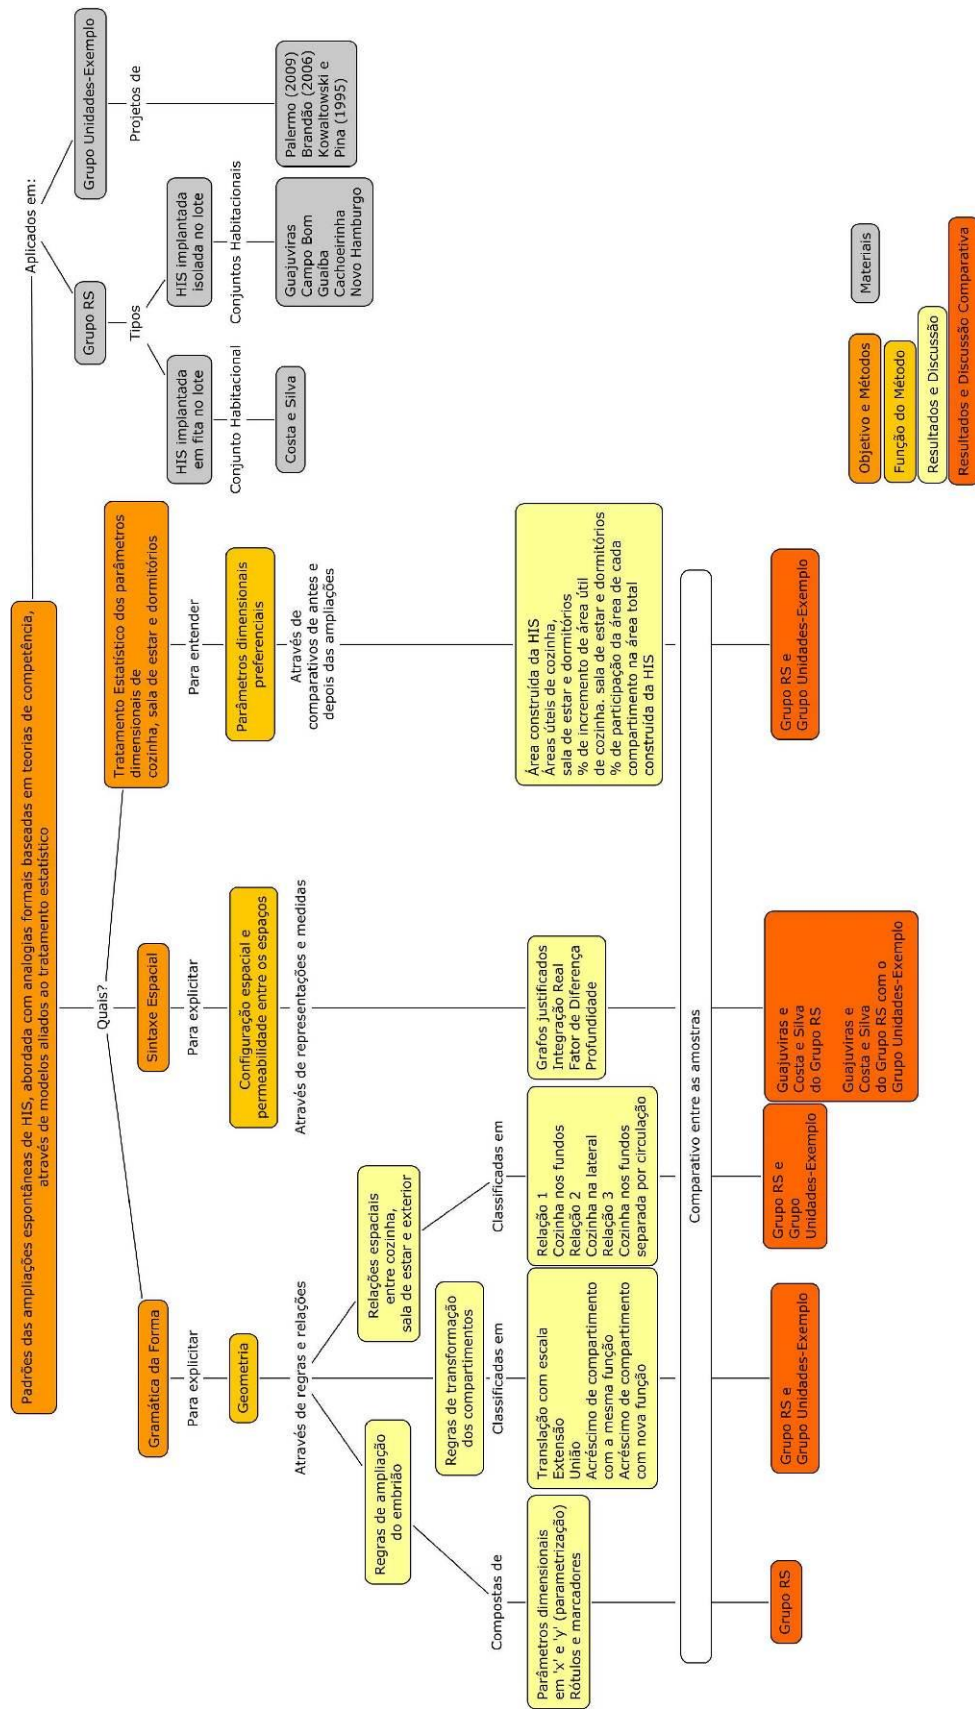 Padrões das ampliações espontâneas de HIS, abordada com analogias formais baseadas em teorias de competência,
através de modelos aliados ao tratamento estatístico
Quais?
Aplicados em:
Gramática da Forma
Para explicitar
Geometria
Através de regras e relações
Regras de ampliação
do embrião
Compostas de
Parâmetros dimensionais
em 'x' e 'y' (parametrização)
Rótulos e marcadores
Regras de transformação
dos compartimentos
Classificadas em
Translação com escala
Extensão
União
Acréscimo de compartimento
com a mesma função
Acréscimo de compartimento
com nova função
Relações espaciais
entre cozinha,
sala de estar e exterior
Classificadas em
Relação 1
Cozinha nos fundos
Relação 2
Cozinha na lateral
Relação 3
Cozinha nos fundos
separada por circulação
Sintaxe Espacial
Para explicitar
Configuração espacial e
permeabilidade entre os espaços
Através de representações e medidas
Grafos justificados
Integração Real
Fator de Diferença
Profundidade
Tratamento Estatístico dos parâmetros
dimensionais de
cozinha, sala de estar e dormitórios
Para entender
Parâmetros dimensionais
preferenciais
Através de
comparativos de antes e
depois das ampliações
Área construída da HIS
Áreas úteis de cozinha,
sala de estar e dormitórios
% de incremento de área útil
de cozinha. sala de estar e dormitórios
% de participação da área de cada
compartimento na área total
construída da HIS
Grupo RS
Tipos
HIS implantada
em fita no lote
Conjunto Habitacional
Costa e Silva
HIS implantada
isolada no lote
Conjuntos Habitacionais
Guajuviras
Campo Bom
Guaíba
Cachoeirinha
Novo Hamburgo
Grupo Unidades-Exemplo
Projetos de
Palermo (2009)
Brandão (2006)
Kowaltowski e
Pina (1995)
Comparativo entre as amostras
Grupo RS
Grupo RS e
Grupo Unidades-Exemplo
Grupo RS e
Grupo
Unidades-Exemplo
Guajuviras e
Costa e Silva
do Grupo RS
Guajuviras e
Costa e Silva
do Grupo RS com o
Grupo Unidades-Exemplo
Grupo RS e
Grupo Unidades-Exemplo
Objetivo e Métodos
Materiais
Função do Método
Resultados e Discussão
Resultados e Discussão Comparativa